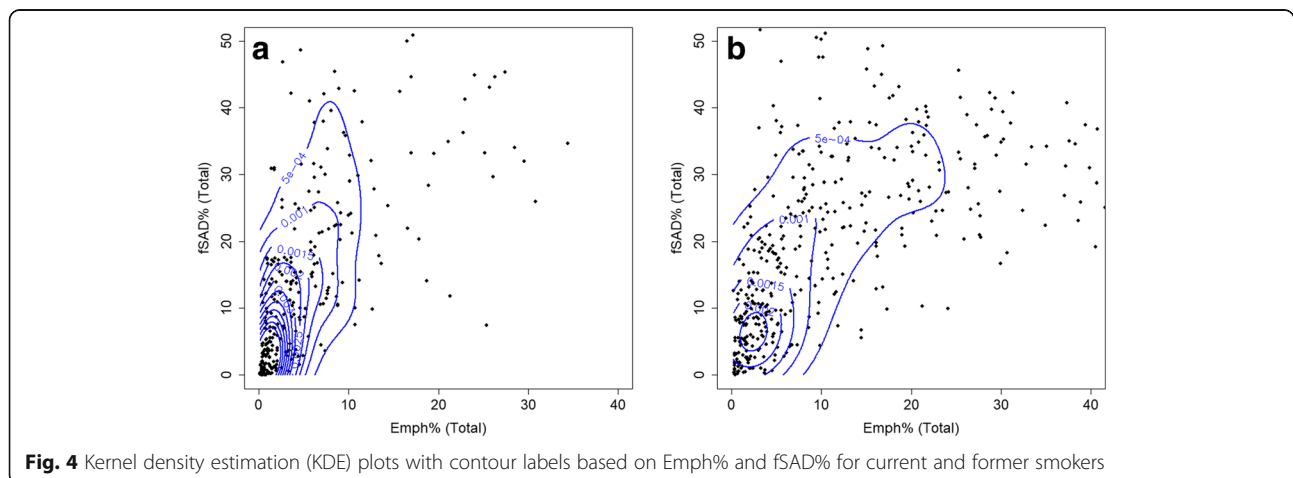 a
50
40
30
20
10
0
fSAD% (Total)
5e−04
0.001
0.0015
0 10 20 30 40
Emph% (Total)
b
50
40
30
20
10
0
fSAD% (Total)
5e−04
0.001
0.0015
0 10 20 30 40
Emph% (Total)
Fig. 4 Kernel density estimation (KDE) plots with contour labels based on Emph% and fSAD% for current and former smokers